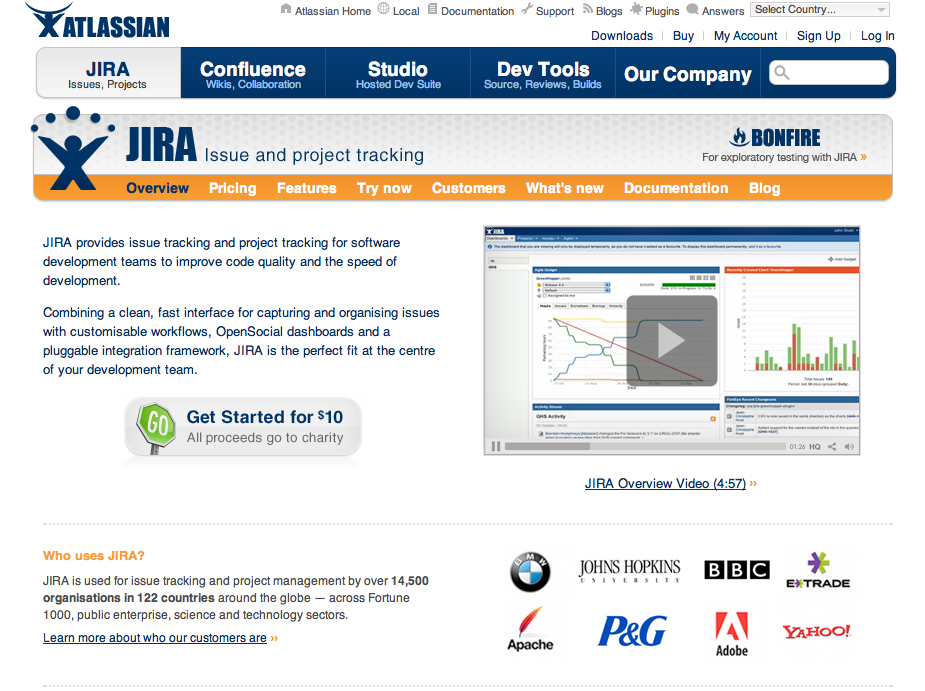 ATLASSIAN
Atlassian Home Local Documentation Support Blogs Plugins Answers Select Country...
Downloads Buy My Account Sign Up Log In
JIRA
Issues, Projects
Confluence
Wikis, Collaboration
Studio
Hosted Dev Suite
Dev Tools
Source, Reviews, Builds
Our Company
JIRA Issue and project tracking
BONFIRE
For exploratory testing with JIRA »
Overview Pricing Features Try now Customers What's new Documentation Blog
JIRA provides issue tracking and project tracking for software
development teams to improve code quality and the speed of
development.
Combining a clean, fast interface for capturing and organising issues
with customisable workflows, OpenSocial dashboards and a
pluggable integration framework, JIRA is the perfect fit at the centre
of your development team.
GO
Get Started for $10
All proceeds go to charity
JIRA
Agile Gadget
Activity Stream
GHS Activity
01:26 HQ
JIRA Overview Video (4:57) »
Who uses JIRA?
JIRA is used for issue tracking and project management by over 14,500
organisations in 122 countries around the globe — across Fortune
1000, public enterprise, science and technology sectors.
Learn more about who our customers are »
BMW
JOHNS HOPKINS
UNIVERSITY
BBC
E*TRADE
Apache
P&G
Adobe
YAHOO!